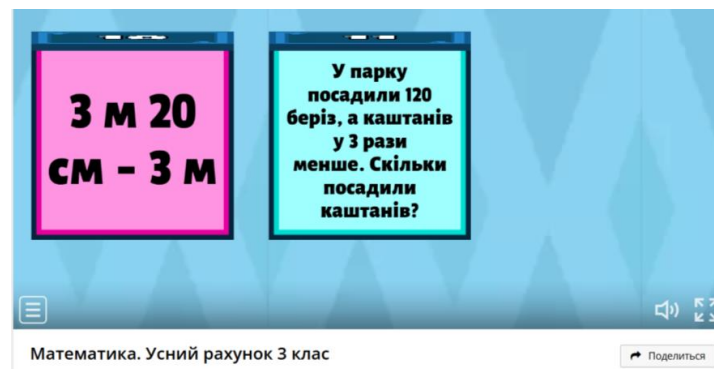 3 м 20
см - 3 м
У парку
посадили 120
беріз, а каштанів
у 3 рази
менше. Скільки
посадили
каштанів?
Математика. Усний рахунок 3 клас
Поделиться